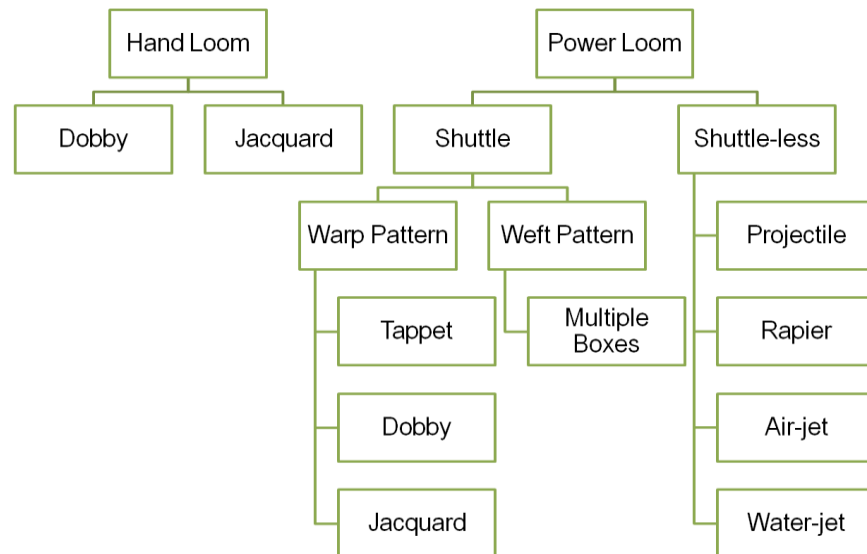 Hand Loom
Power Loom
Dobby
Jacquard
Shuttle
Shuttle-less
Warp Pattern
Weft Pattern
Projectile
Tappet
Multiple
Boxes
Rapier
Dobby
Air-jet
Jacquard
Water-jet